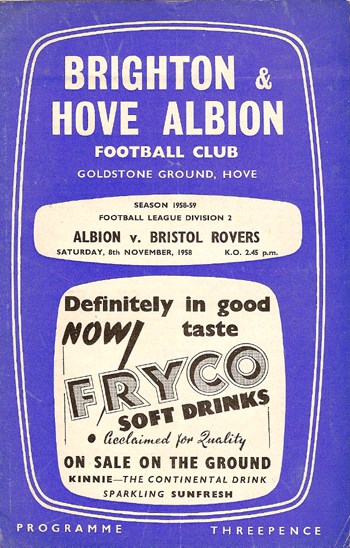 BRIGHTON &
HOVE ALBION
FOOTBALL CLUB
GOLDSTONE GROUND, HOVE
SEASON 1958-59
FOOTBALL LEAGUE DIVISION 2
ALBION v. BRISTOL ROVERS
SATURDAY, 8th NOVEMBER, 1958 K.O. 2.45 p.m.
Definitely in good
NOW! taste
FRYCO
SOFT DRINKS
• Acclaimed for Quality
ON SALE ON THE GROUND
KINNIE—THE CONTINENTAL DRINK
SPARKLING SUNFRESH
PROGRAMME THREEPENCE